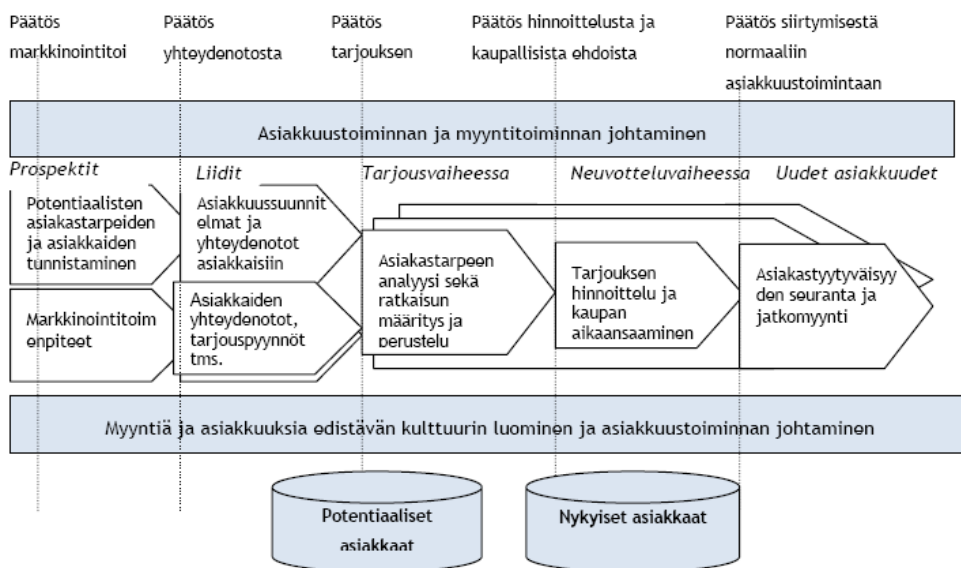 Päätös
markkinointitoi
Päätös
yhteydenotosta
Päätös
tarjouksen
Päätös hinnoittelusta ja
kaupallisista ehdoista
Päätös siirtymisestä
normaaliin
asiakkuustoimintaan
Asiakkuustoiminnan ja myyntitoiminnan johtaminen
Prospektit
Liidit
Tarjousvaiheessa
Neuvotteluvaiheessa
Uudet asiakkuudet
Potentiaalisten
asiakastarpeiden
ja asiakkaiden
tunnistaminen
Markkinointitoim
enpiteet
Asiakkuussuunnit
elmat ja
yhteydenotot
asiakkaisiin
Asiakkaiden
yhteydenotot,
tarjouspyynnöt
tms.
Asiakastarpeen
analyysi sekä
ratkaisun
määritys ja
perustelu
Tarjouksen
hinnoittelu ja
kaupan
aikaansaaminen
Asiakastyytyväisyy
den seuranta ja
jatkomyynti
Myyntiä ja asiakkuuksia edistävän kulttuurin luominen ja asiakkuustoiminnan johtaminen
Potentiaaliset
asiakkaat
Nykyiset asiakkaat